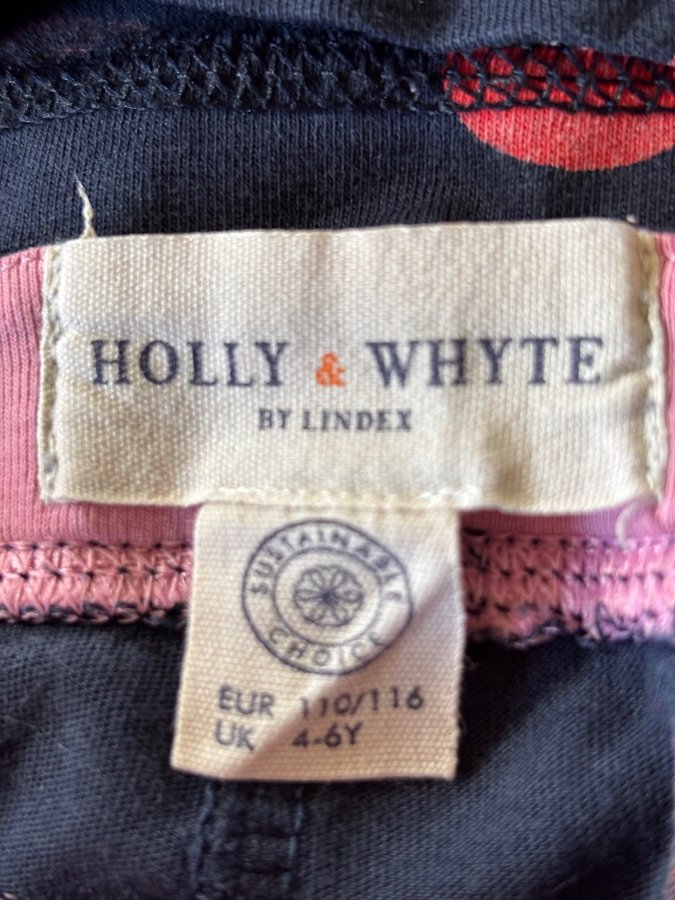 HOLLY & WHYTE
BY LINDEX
SUSTAINABLE
CHOICE
EUR 110/116
UK 4-6Y